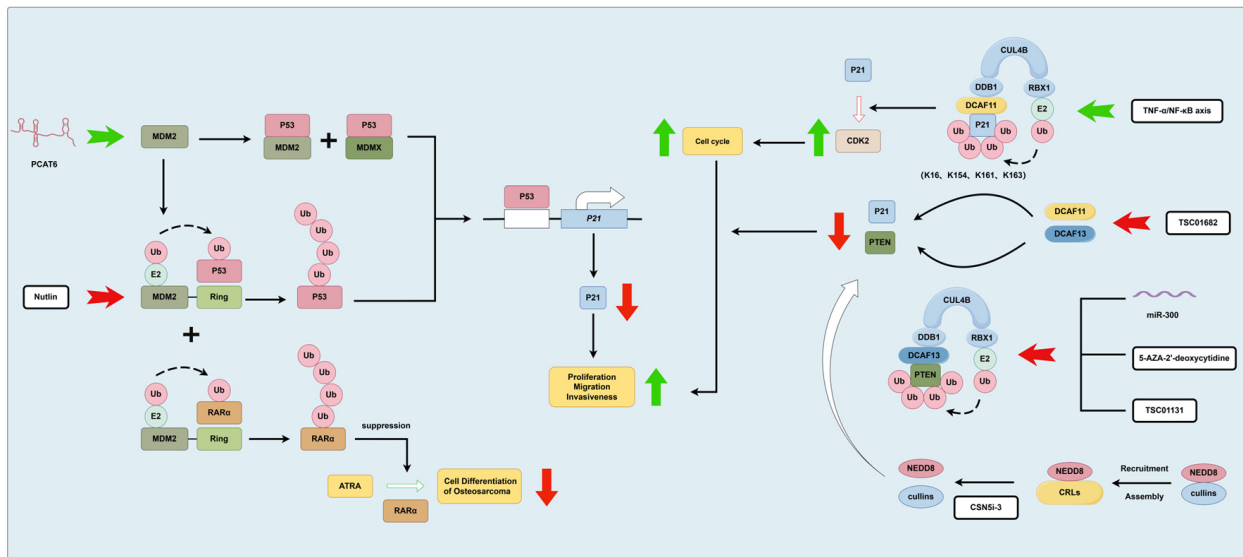 PCAT6
MDM2
P53
MDM2
P53
MDMX
Ub
E2
MDM2
Ub
P53
Ring
Ub
Ub
Ub
Ub
P53
Nutlin
Ub
E2
MDM2
Ub
RARα
Ring
Ub
Ub
Ub
Ub
RARα
suppression
ATRA
RARα
Cell Differentiation
of Osteosarcoma
P53
P21
P21
Proliferation
Migration
Invasiveness
Cell cycle
P21
CDK2
CUL4B
DDB1
RBX1
DCAF11
E2
P21
Ub
Ub
Ub
Ub
Ub
(K16、K154、K161、K163)
TNF-α/NF-κB axis
P21
PTEN
DCAF11
DCAF13
TSC01682
CUL4B
DDB1
RBX1
DCAF13
E2
PTEN
Ub
Ub
Ub
Ub
Ub
miR-300
5-AZA-2'-deoxycytidine
TSC01131
NEDD8
cullins
CSN5i-3
NEDD8
CRLs
Recruitment
Assembly
NEDD8
cullins